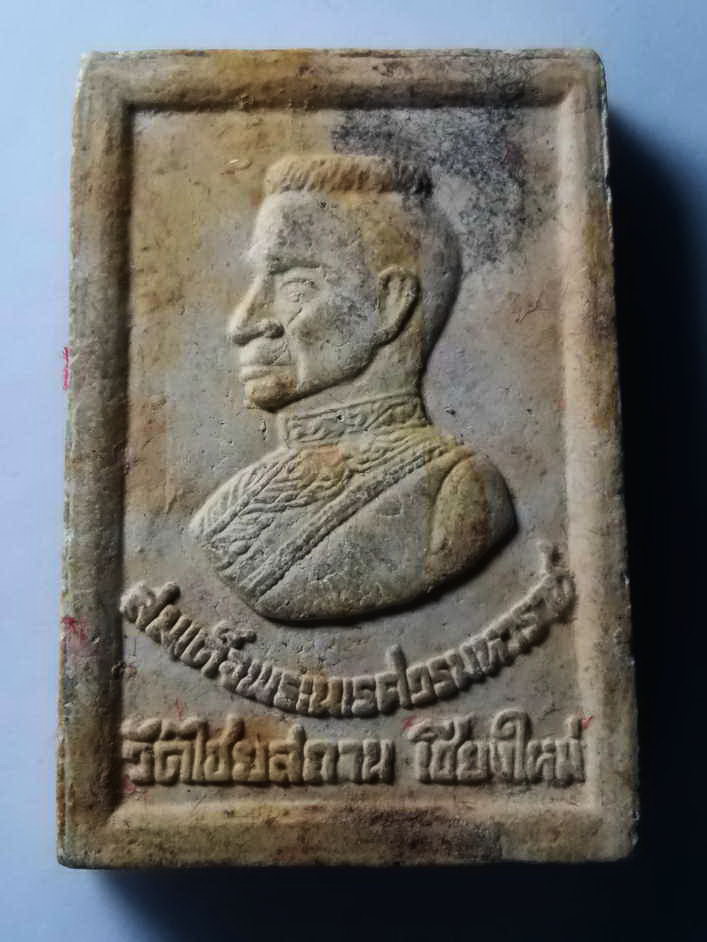 สมเด็จพระนเรศวรมหาราช
วัดไชยสถาน เชียงใหม่